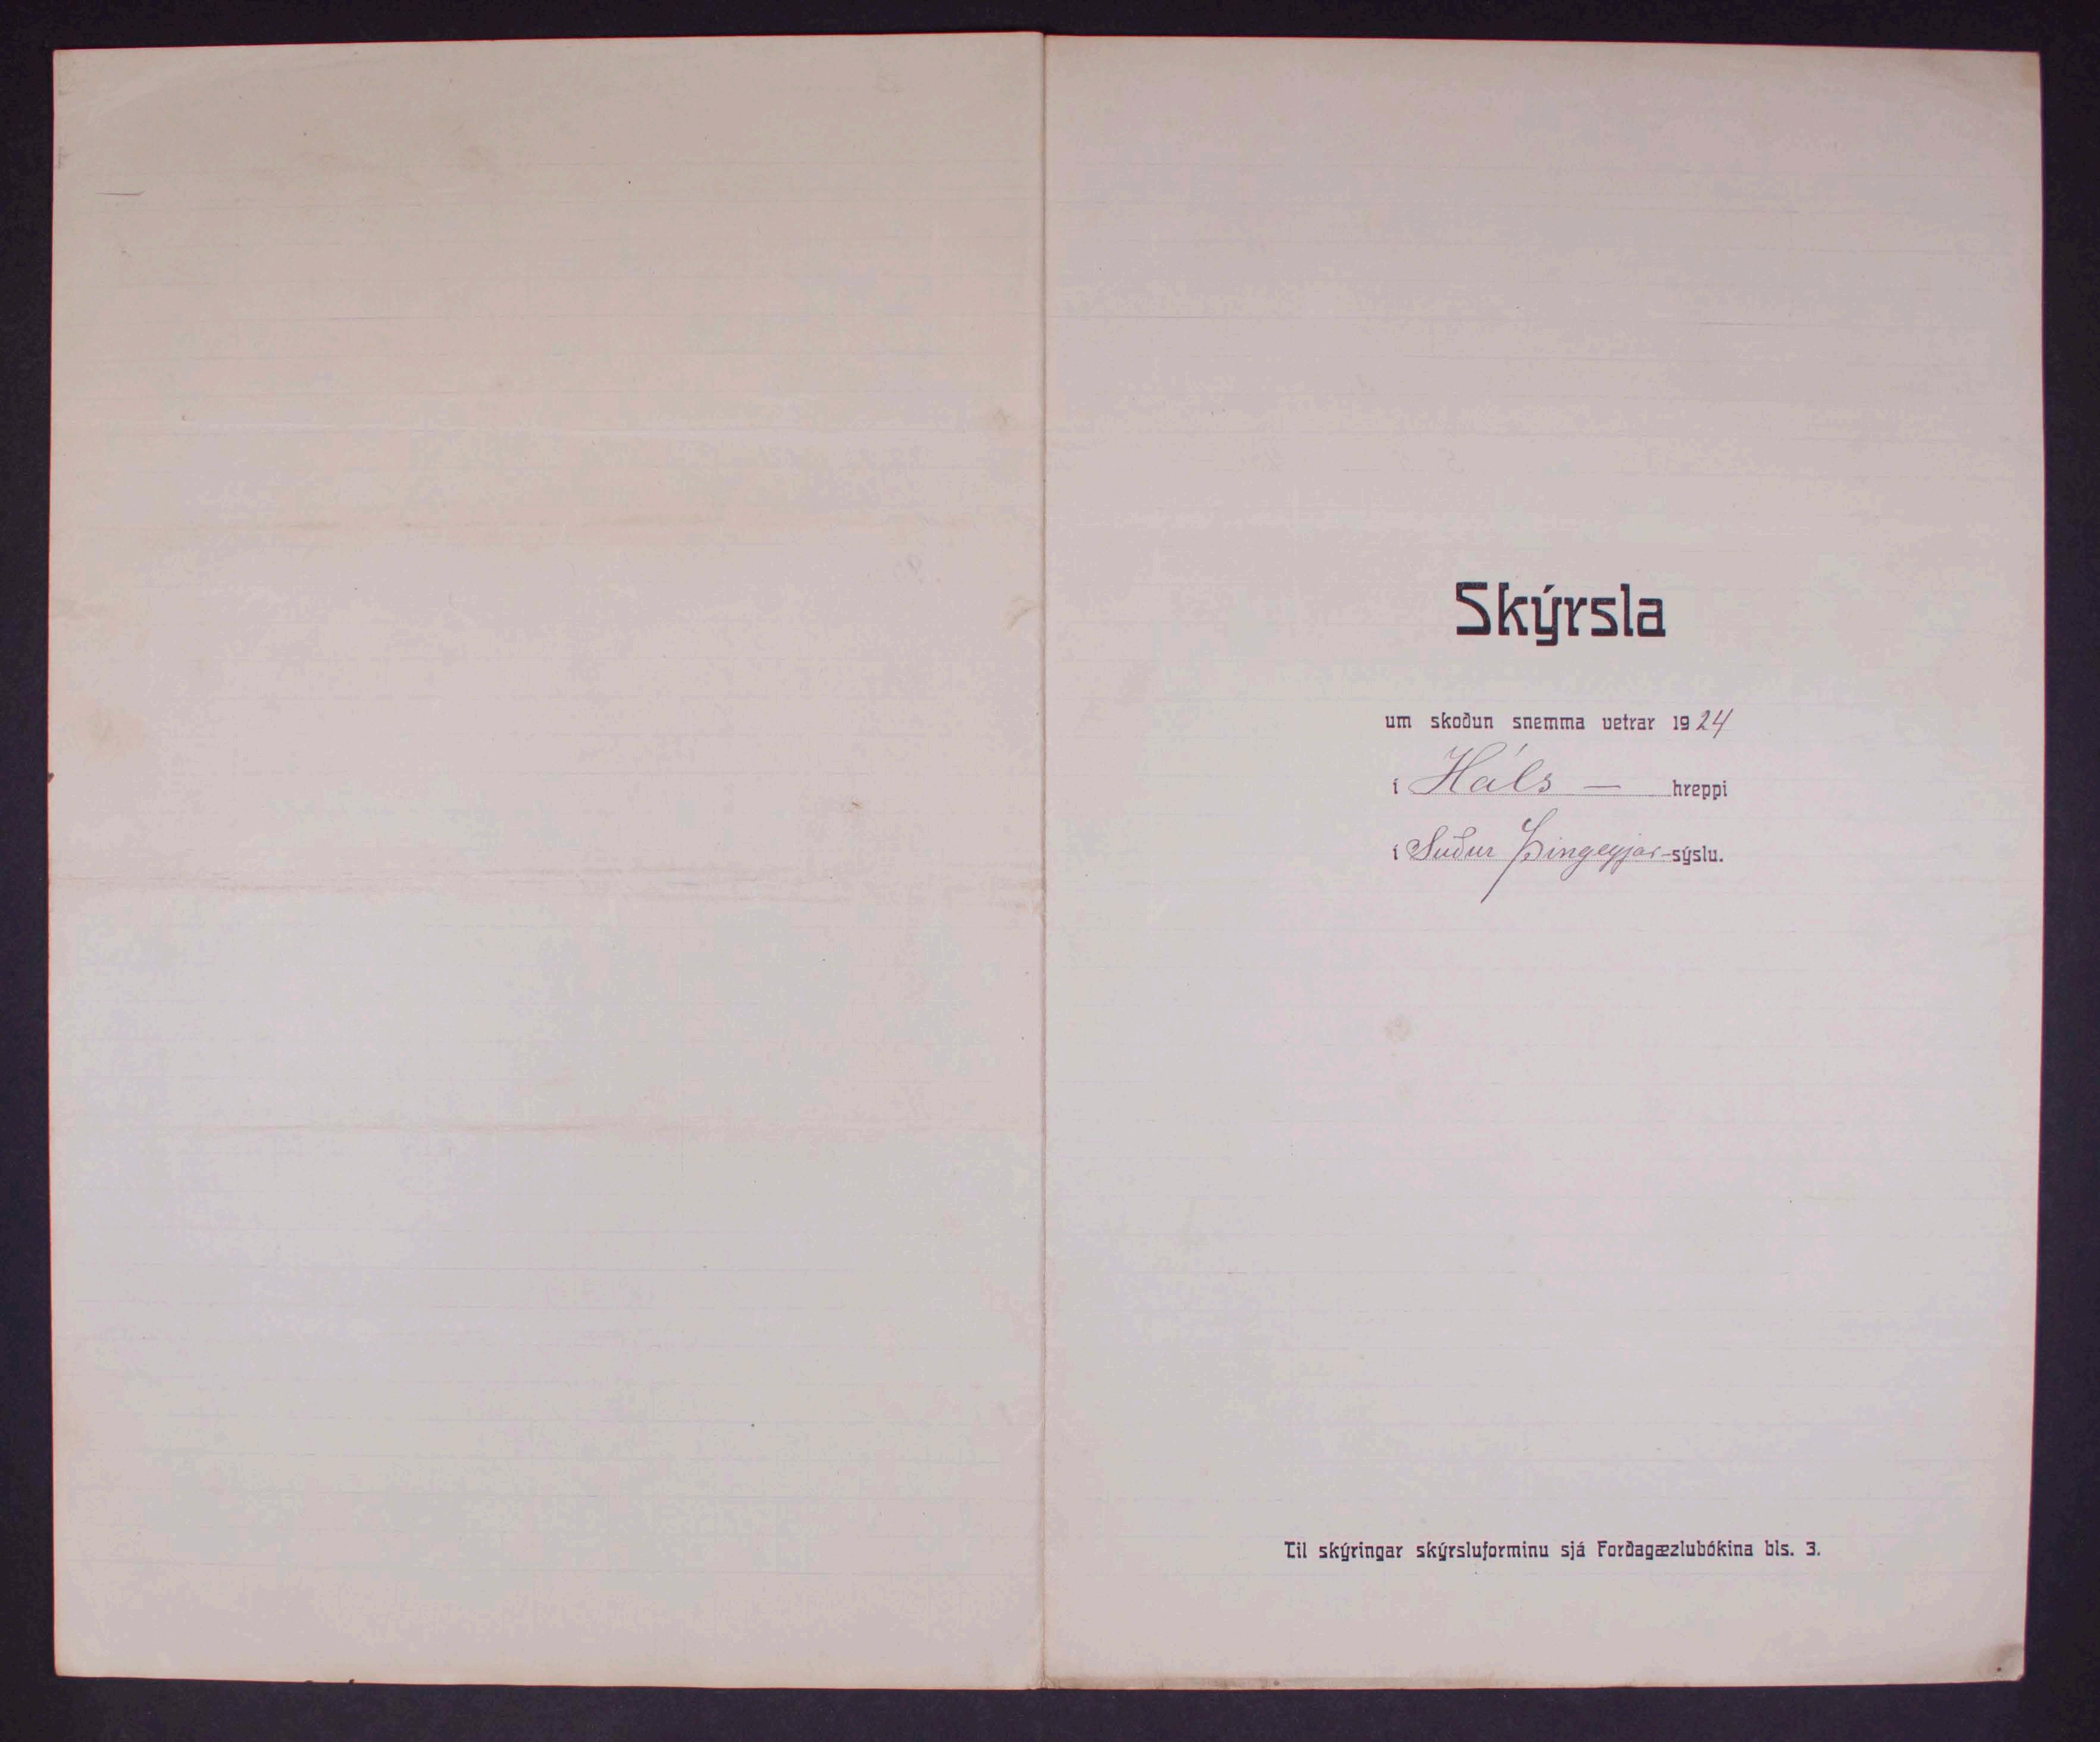 Skýrsla
um skoðun snemma vetrar 1924
í Háls — hreppi
í Suður Þingeyjar-sýslu.
Til skýringar skýrsluforminu sjá Forðagæzlubókina bls. 3.